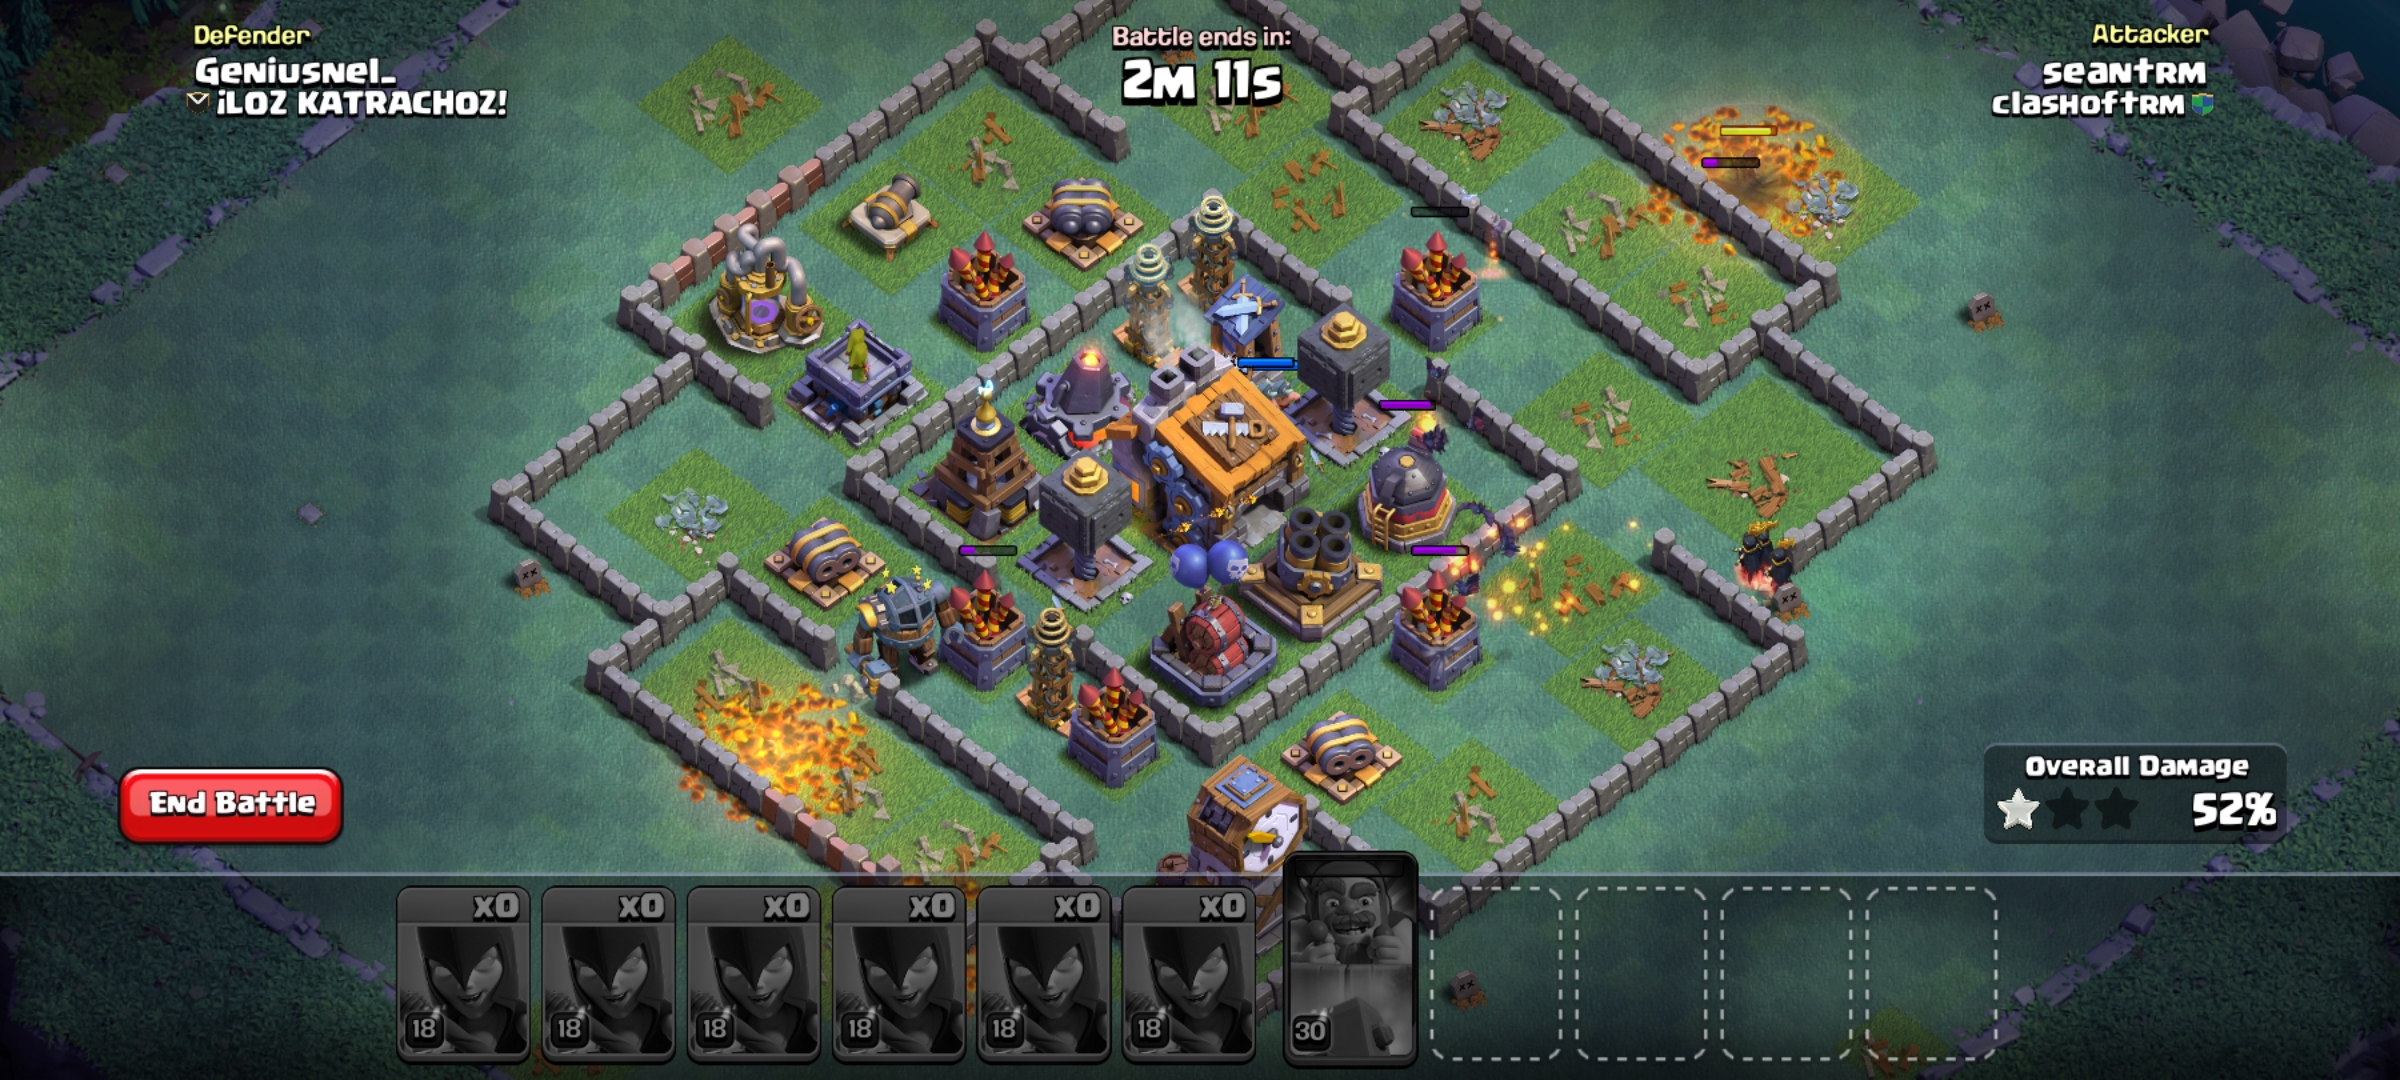 Defender
Geniusnel_
¡LOZ KATRACHOZ!
Battle ends in:
2M 11s
Attacker
seantRM
clashoftRM
End Battle
Overall Damage
52%
x0
x0
x0
x0
x0
x0
18
18
18
18
18
18
30